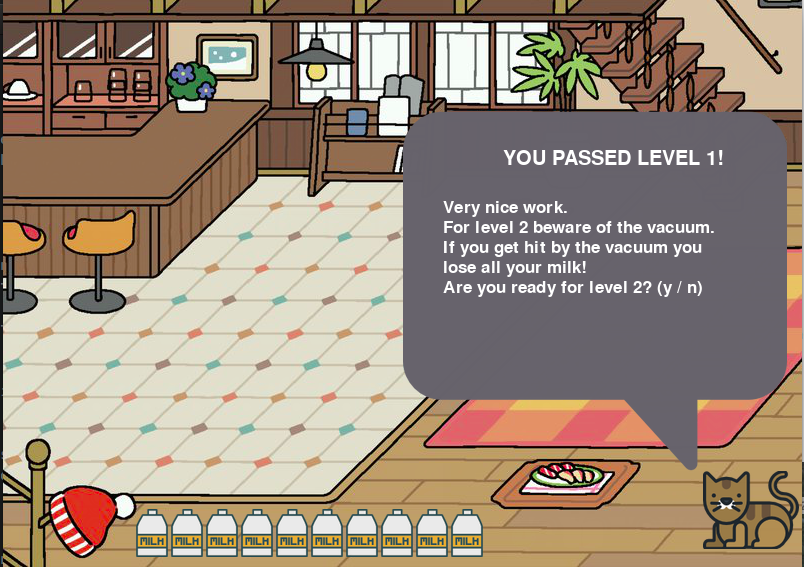 YOU PASSED LEVEL 1!
Very nice work.
For level 2 beware of the vacuum.
If you get hit by the vacuum you
lose all your milk!
Are you ready for level 2? (y / n)
MILK MILK MILK MILK MILK MILK MILK MILK MILK MILK